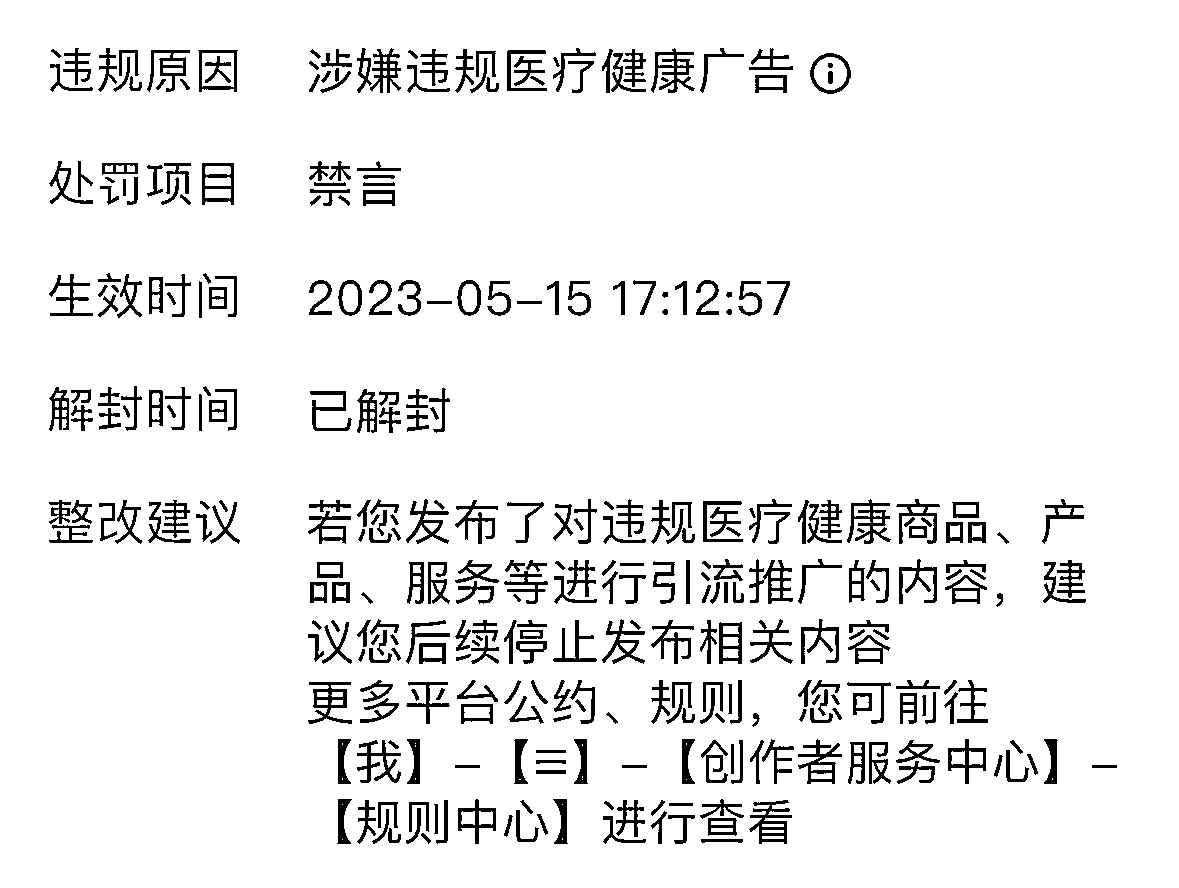 违规原因 涉嫌违规医疗健康广告
处罚项目 禁言
生效时间 2023-05-15 17:12:57
解封时间 已解封
整改建议 若您发布了对违规医疗健康商品、产
品、服务等进行引流推广的内容，建
议您后续停止发布相关内容
更多平台公约、规则，您可前往
【我】-【☰】-【创作者服务中心】-
【规则中心】进行查看